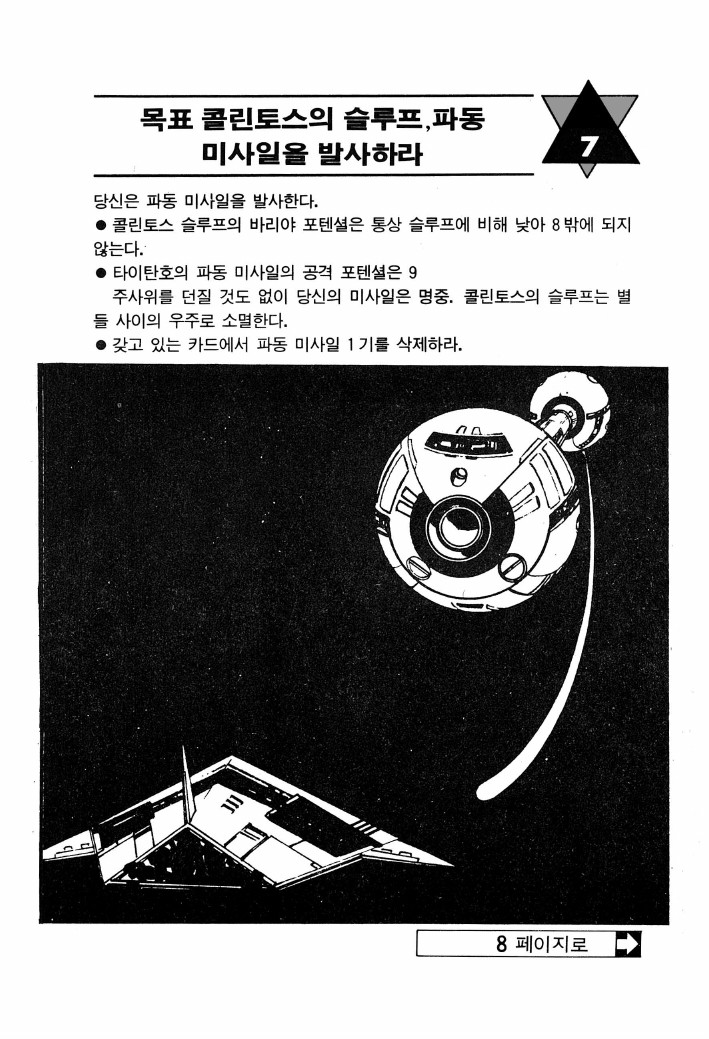 목표 콜린토스의 슬루프,파동
미사일을 발사하라
7
당신은 파동 미사일을 발사한다.
● 콜린토스 슬루프의 바리야 포텐셜은 통상 슬루프에 비해 낮아 8밖에 되지
않는다.
● 타이탄호의 파동 미사일의 공격 포텐셜은 9
주사위를 던질 것도 없이 당신의 미사일은 명중. 콜린토스의 슬루프는 별
들 사이의 우주로 소멸한다.
● 갖고 있는 카드에서 파동 미사일 1기를 삭제하라.
8 페이지로